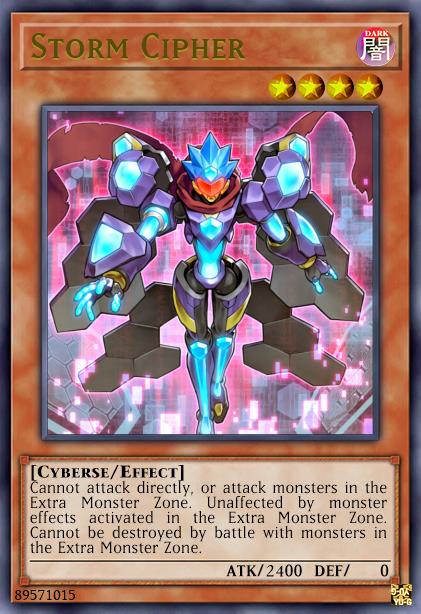 Storm Cipher
DARK
闇
[Cyberse/Effect]
Cannot attack directly, or attack monsters in the
Extra Monster Zone. Unaffected by monster
effects activated in the Extra Monster Zone.
Cannot be destroyed by battle with monsters in
the Extra Monster Zone.
ATK/2400 DEF/ 0
89571015